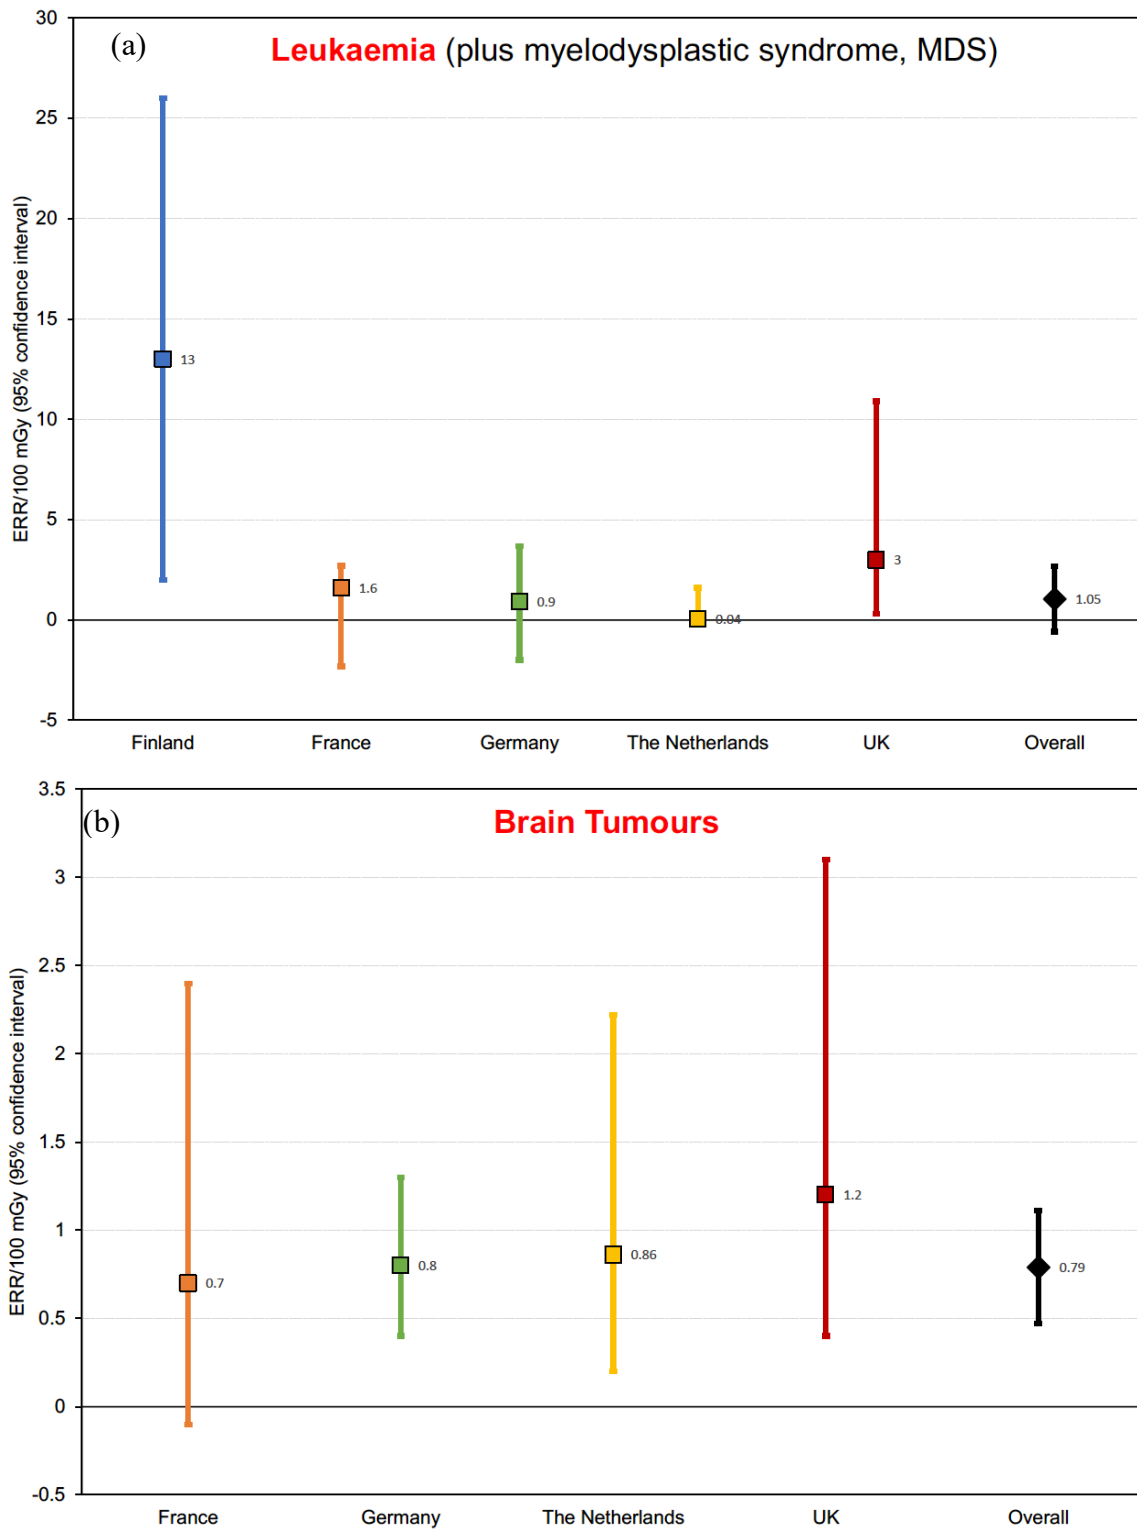 (a)
Leukaemia (plus myelodysplastic syndrome, MDS)
ERR/100 mGy (95% confidence interval)
30
25
20
15
10
5
0
-5
13
1.6
0.9
0.04
3
1.05
Finland
France
Germany
The Netherlands
UK
Overall
(b)
Brain Tumours
ERR/100 mGy (95% confidence interval)
3.5
3
2.5
2
1.5
1
0.5
0
-0.5
0.7
0.8
0.86
1.2
0.79
France
Germany
The Netherlands
UK
Overall